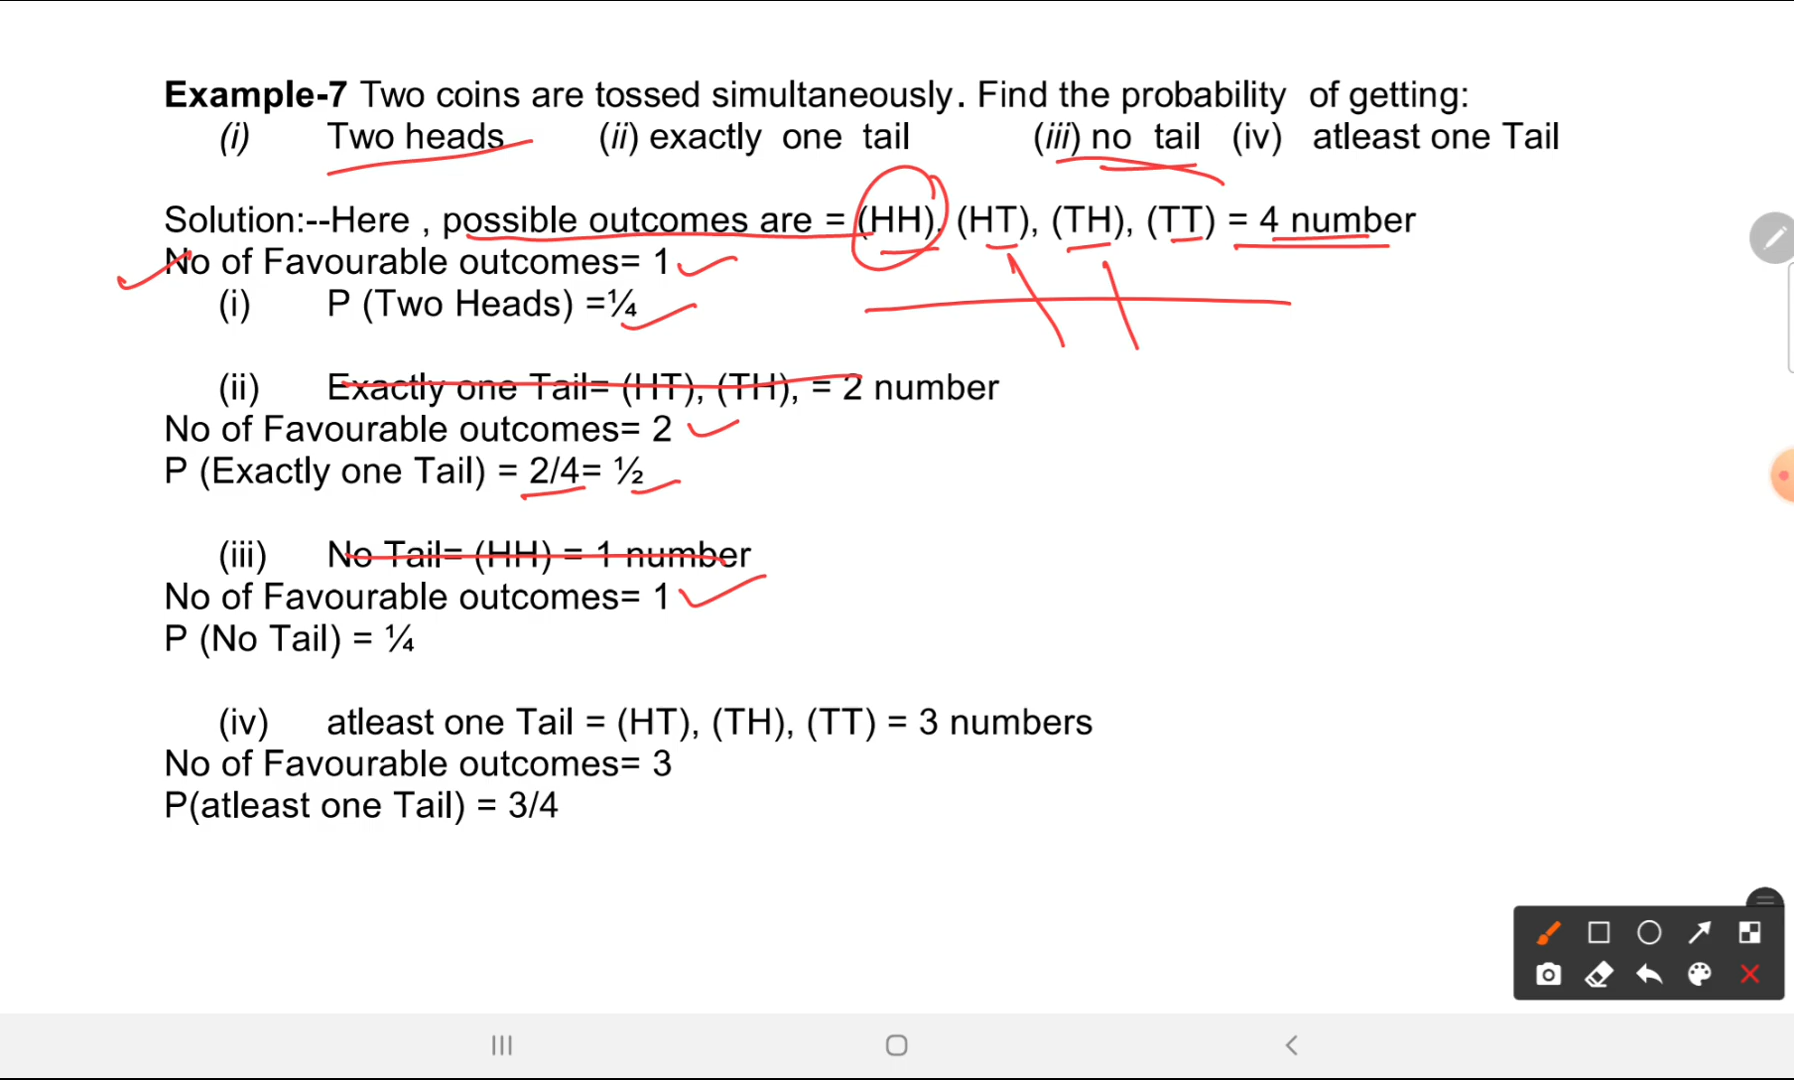 Example-7 Two coins are tossed simultaneously. Find the probability of getting:
(i) Two heads (ii) exactly one tail (iii) no tail (iv) atleast one Tail
Solution:--Here , possible outcomes are = (HH), (HT), (TH), (TT) = 4 number
No of Favourable outcomes= 1
(i) P (Two Heads) =¼
(ii) Exactly one Tail= (HT), (TH), = 2 number
No of Favourable outcomes= 2
P (Exactly one Tail) = 2/4= ½
(iii) No Tail= (HH) = 1 number
No of Favourable outcomes= 1
P (No Tail) = ¼
(iv) atleast one Tail = (HT), (TH), (TT) = 3 numbers
No of Favourable outcomes= 3
P(atleast one Tail) = 3/4